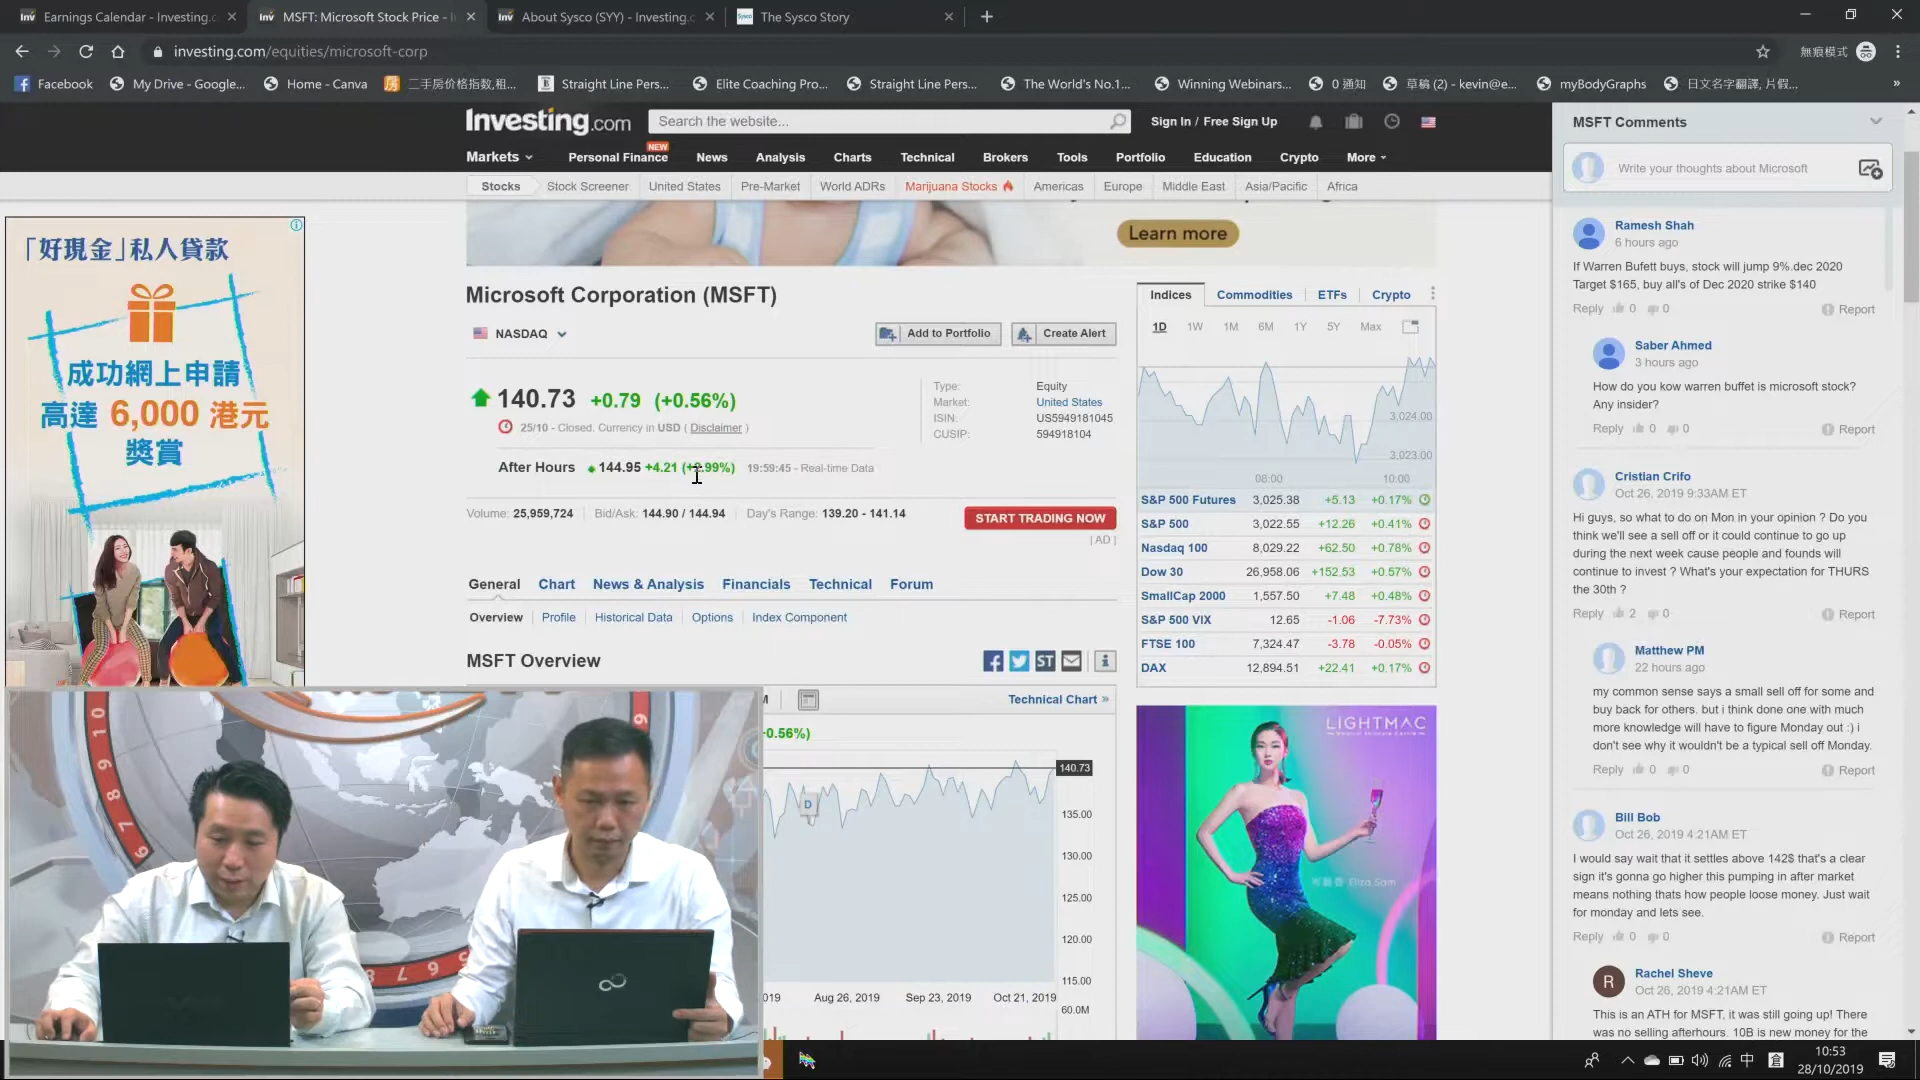 Earnings Calendar - Investing.c
MSFT: Microsoft Stock Price - I
About Sysco (SYY) - Investing.c
The Sysco Story
investing.com/equities/microsoft-corp
無痕模式
Facebook
My Drive - Google...
Home - Canva
二手房价格指数,租...
Straight Line Pers...
Elite Coaching Pro...
Straight Line Pers...
The World's No.1...
Winning Webinars...
0 通知
草稿 (2) - kevin@e...
myBodyGraphs
日文名字翻譯, 片假...
Investing.com
Search the website...
Sign In / Free Sign Up
NEW
Markets
Personal Finance
News
Analysis
Charts
Technical
Brokers
Tools
Portfolio
Education
Crypto
More
Stocks
Stock Screener
United States
Pre-Market
World ADRs
Marijuana Stocks
Americas
Europe
Middle East
Asia/Pacific
Africa
Learn more
「好現金」私人貸款
成功網上申請
高達 6,000 港元
獎賞
Microsoft Corporation (MSFT)
NASDAQ
Add to Portfolio
Create Alert
140.73 +0.79 (+0.56%)
25/10 - Closed. Currency in USD ( Disclaimer )
After Hours 144.95 +4.21 (+2.99%) 19:59:45 - Real-time Data
Type: Equity
Market: United States
ISIN: US5949181045
CUSIP: 594918104
Volume: 25,959,724
Bid/Ask: 144.90 / 144.94
Day's Range: 139.20 - 141.14
START TRADING NOW
[ AD ]
General
Chart
News & Analysis
Financials
Technical
Forum
Overview
Profile
Historical Data
Options
Index Component
MSFT Overview
ST
Technical Chart »
0.56%)
D
140.73
135.00
130.00
125.00
120.00
115.00
60.0M
019
Aug 26, 2019
Sep 23, 2019
Oct 21, 2019
Indices
Commodities
ETFs
Crypto
1D 1W 1M 6M 1Y 5Y Max
3,024.00
3,023.00
08:00
10:00
S&P 500 Futures 3,025.38 +5.13 +0.17%
S&P 500 3,022.55 +12.26 +0.41%
Nasdaq 100 8,029.22 +62.50 +0.78%
Dow 30 26,958.06 +152.53 +0.57%
SmallCap 2000 1,557.50 +7.48 +0.48%
S&P 500 VIX 12.65 -1.06 -7.73%
FTSE 100 7,324.47 -3.78 -0.05%
DAX 12,894.51 +22.41 +0.17%
LIGHTMAC
Eliza Sam
MSFT Comments
Write your thoughts about Microsoft
Ramesh Shah
6 hours ago
If Warren Bufett buys, stock will jump 9%.dec 2020
Target $165, buy all's of Dec 2020 strike $140
Reply 0 0 Report
Saber Ahmed
3 hours ago
How do you kow warren buffet is microsoft stock?
Any insider?
Reply 0 0 Report
Cristian Crifo
Oct 26, 2019 9:33AM ET
Hi guys, so what to do on Mon in your opinion ? Do you
think we'll see a sell off or it could continue to go up
during the next week cause people and founds will
continue to invest ? What's your expectation for THURS
the 30th ?
Reply 2 0 Report
Matthew PM
22 hours ago
my common sense says a small sell off for some and
buy back for others. but i think done one with much
more knowledge will have to figure Monday out :) i
don't see why it wouldn't be a typical sell off Monday.
Reply 0 0 Report
Bill Bob
Oct 26, 2019 4:21AM ET
I would say wait that it settles above 142$ that's a clear
sign it's gonna go higher this pumping in after market
means nothing thats how people loose money. Just wait
for monday and lets see.
Reply 0 0 Report
R
Rachel Sheve
Oct 26, 2019 4:21AM ET
This is an ATH for MSFT, it was still going up! There
was no selling afterhours. 10B is new money for the
中
倉
10:53
28/10/2019